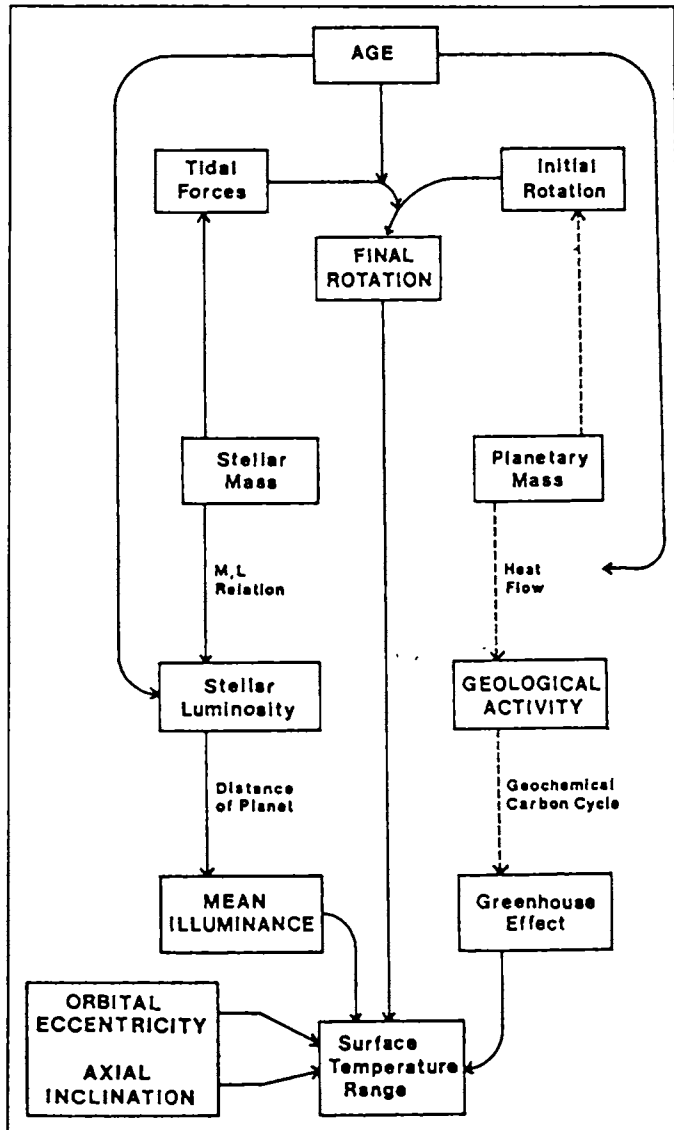 AGE
Tidal
Forces
Initial
Rotation
FINAL
ROTATION
Stellar
Mass
Planetary
Mass
M,L
Relation
Heat
Flow
Stellar
Luminosity
GEOLOGICAL
ACTIVITY
Distance
of Planet
Geochemical
Carbon Cycle
MEAN
ILLUMINANCE
Greenhouse
Effect
ORBITAL
ECCENTRICITY
AXIAL
INCLINATION
Surface
Temperature
Range